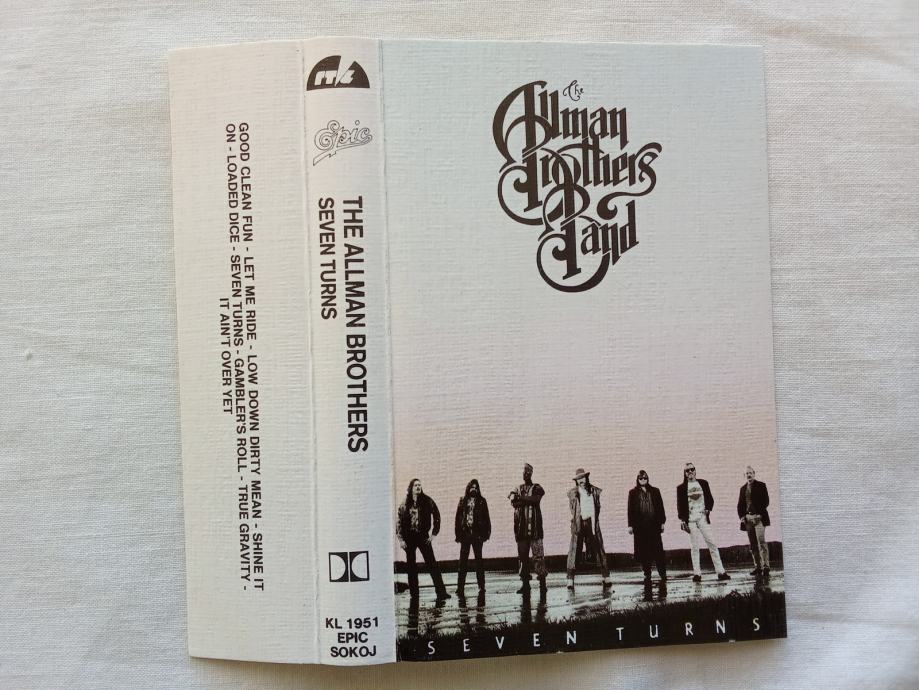 GOOD CLEAN FUN - LET ME RIDE - LOW DOWN DIRTY MEAN - SHINE IT
ON - LOADED DICE - SEVEN TURNS - GAMBLER'S ROLL - TRUE GRAVITY -
IT AIN'T OVER YET
RTB
Epic
THE ALLMAN BROTHERS
SEVEN TURNS
KL 1951
EPIC
SOKOJ
The
Allman
Brothers
Band
SEVEN TURNS